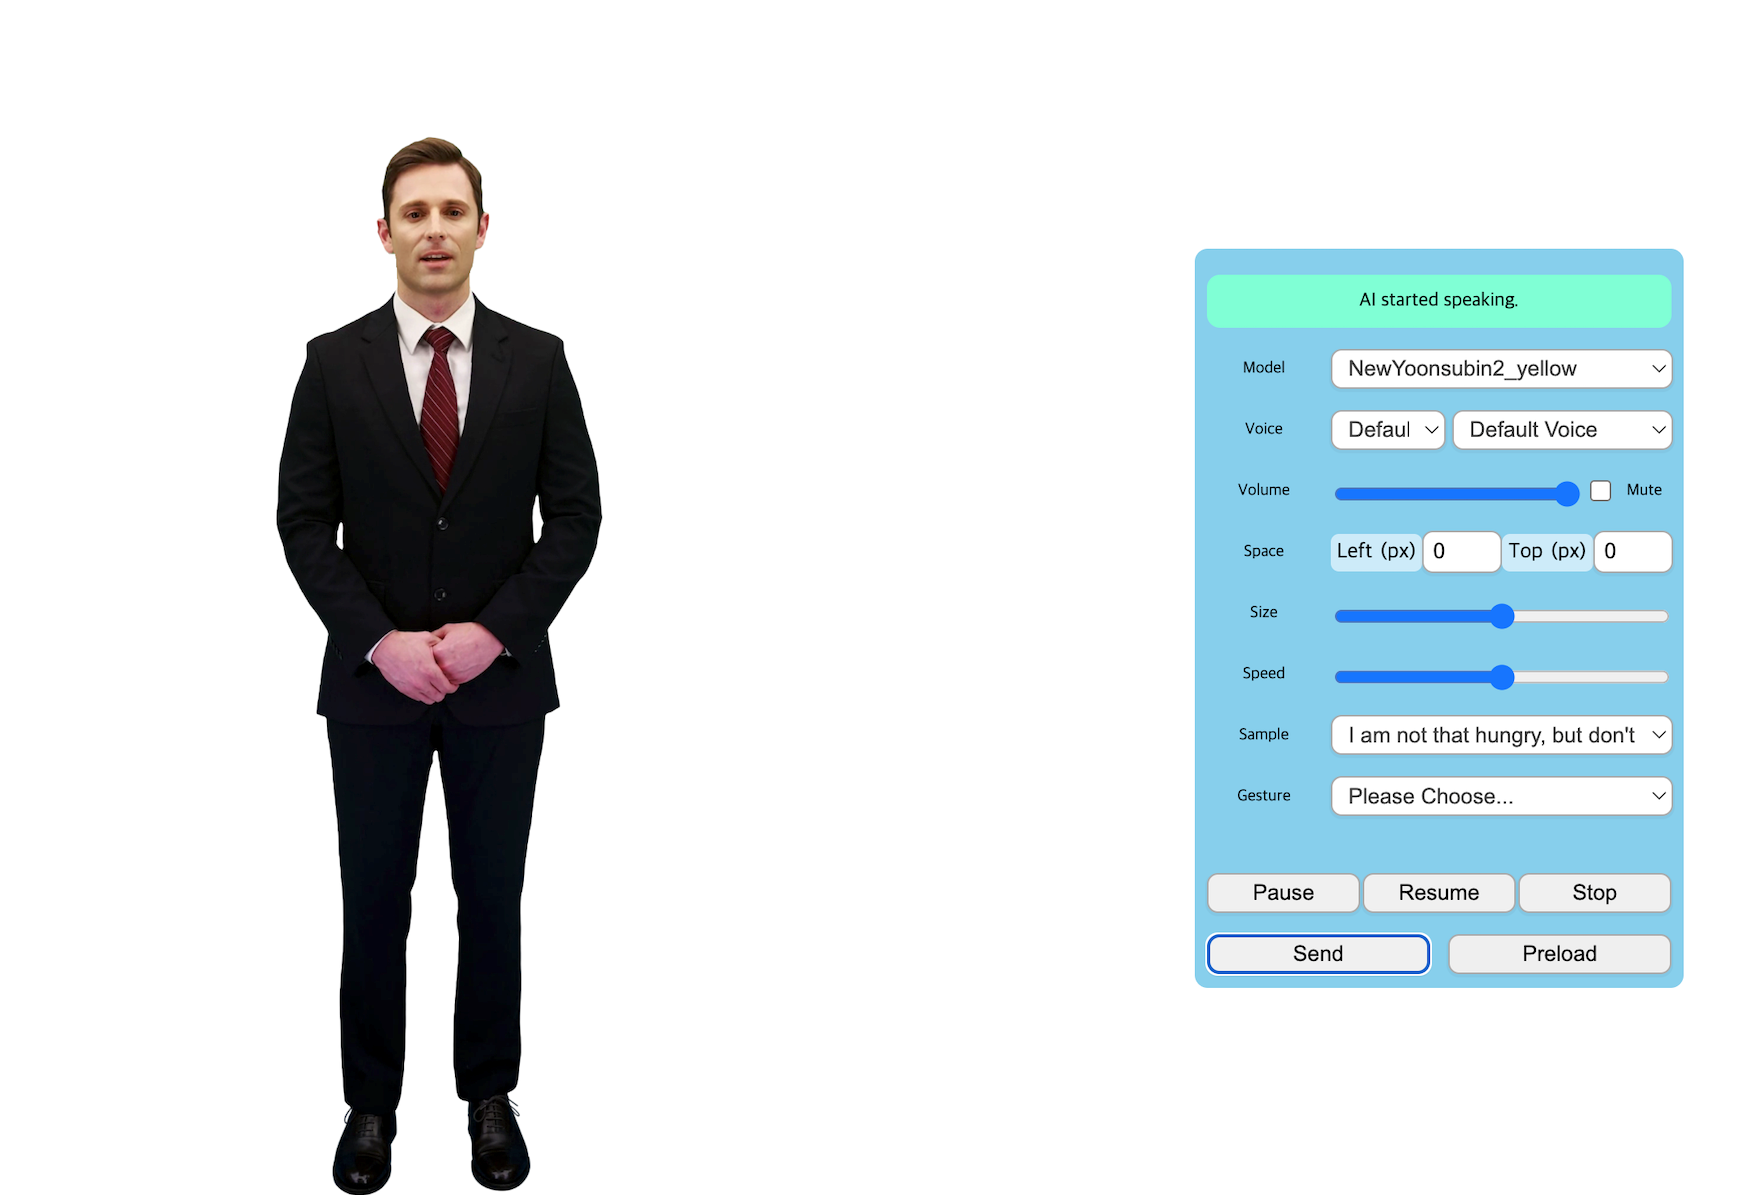 AI started speaking.
Model NewYoonsubin2_yellow
Voice Defaul Default Voice
Volume Mute
Space Left (px) 0 Top (px) 0
Size
Speed
Sample I am not that hungry, but don't
Gesture Please Choose...
Pause Resume Stop
Send Preload